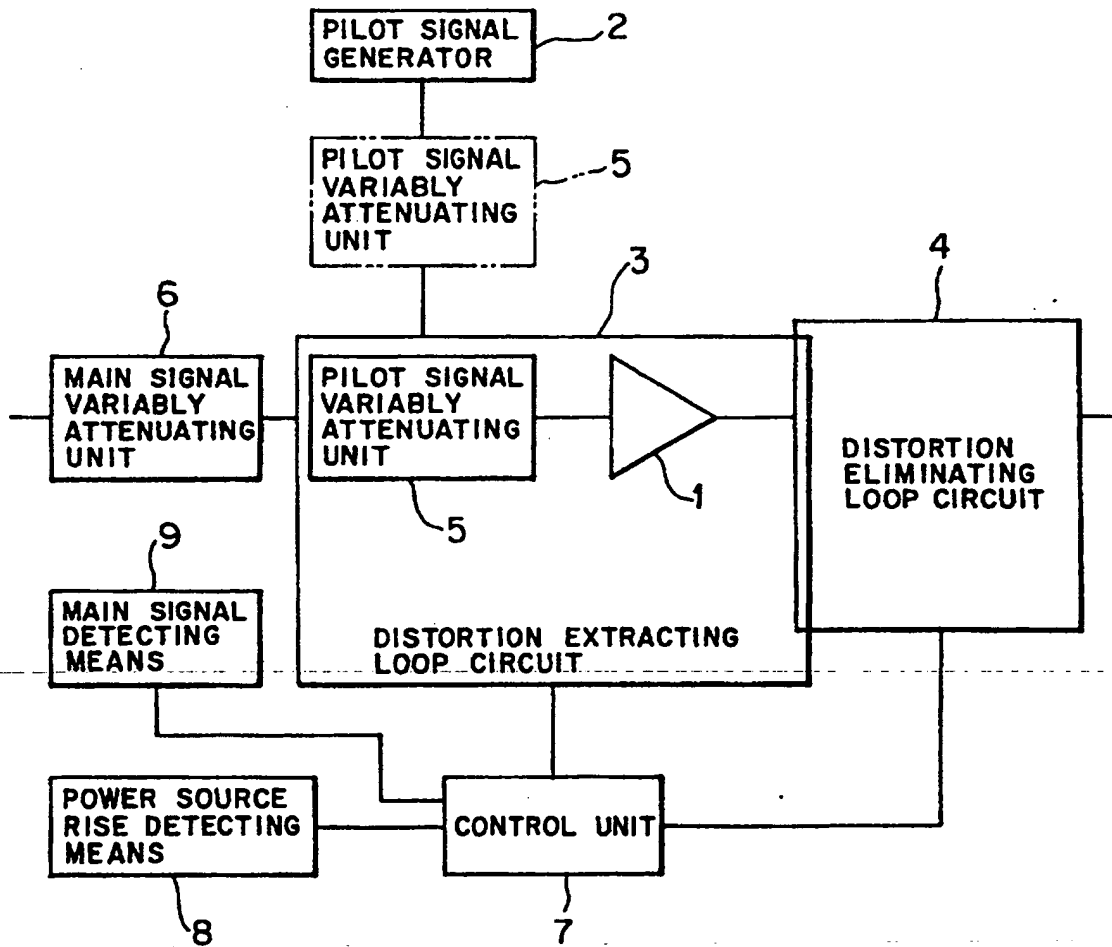 PILOT SIGNAL
GENERATOR
2
PILOT SIGNAL
VARIABLY
ATTENUATING
UNIT
5
3
4
6
MAIN SIGNAL
VARIABLY
ATTENUATING
UNIT
PILOT SIGNAL
VARIABLY
ATTENUATING
UNIT
5
1
DISTORTION
ELIMINATING
LOOP CIRCUIT
9
MAIN SIGNAL
DETECTING
MEANS
DISTORTION EXTRACTING
LOOP CIRCUIT
POWER SOURCE
RISE DETECTING
MEANS
8
CONTROL UNIT
7